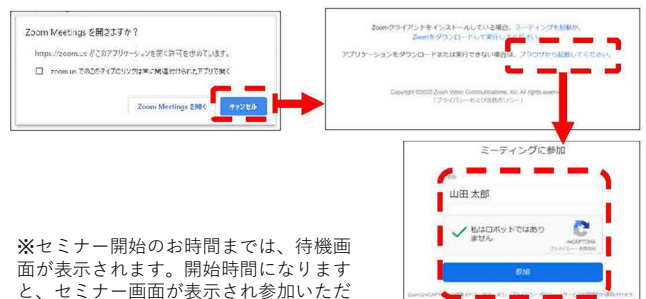 Zoom Meetings を開きますか？
https://zoom.us がこのアプリケーションを開く許可を求めています。
zoom.us でのこのタイプのリンクは常に関連付けられたアプリで開く
Zoom Meetings を開く
キャンセル
Zoomクライアントをインストールしている場合、ミーティングを起動か、
Zoomをダウンロードして実行してください。
アプリケーションをダウンロードまたは実行できない場合は、ブラウザから起動してください。
Copyright ©2020 Zoom Video Communications, Inc. All rights
ミーティングに参加
山田 太郎
私はロボットではあり
ません
reCAPTCHA
参加
※セミナー開始のお時間までは、待機画
面が表示されます。開始時間になります
と、セミナー画面が表示され参加いただ